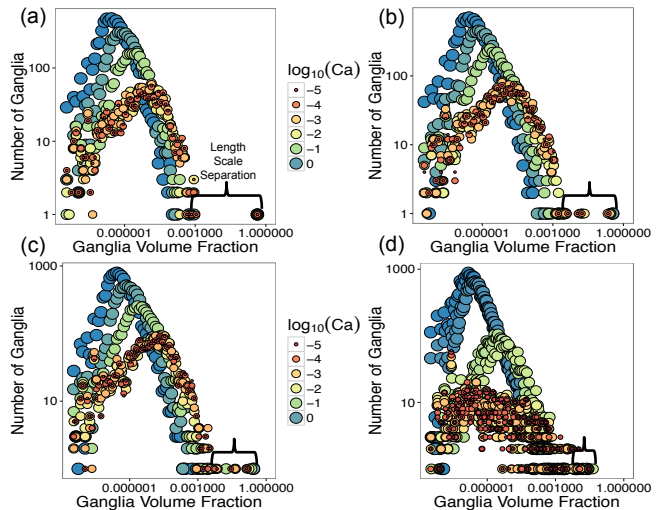 (a)
Number of Ganglia
100
10
1
Length
Scale
Separation
0.000001
0.001000
1.000000
Ganglia Volume Fraction
log10(Ca)
-5
-4
-3
-2
-1
0
(b)
Number of Ganglia
100
10
1
0.000001
0.001000
1.000000
Ganglia Volume Fraction
(c)
Number of Ganglia
1000
10
0.000001
0.001000
1.000000
Ganglia Volume Fraction
log10(Ca)
-5
-4
-3
-2
-1
0
(d)
Number of Ganglia
1000
10
0.000001
0.001000
1.000000
Ganglia Volume Fraction